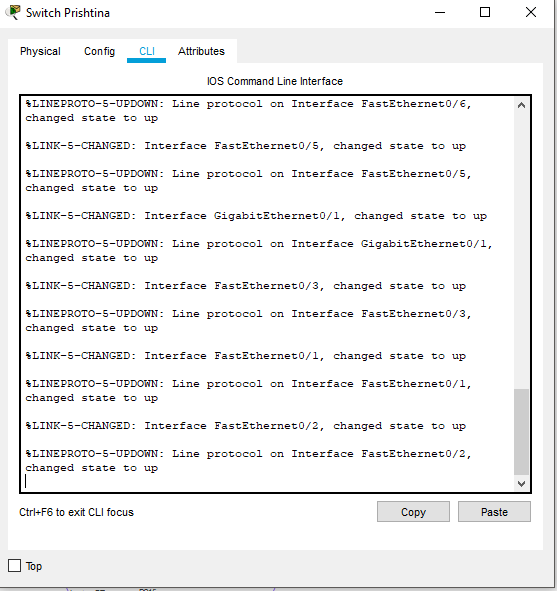 Switch Prishtina
Physical Config CLI Attributes
IOS Command Line Interface
%LINEPROTO-5-UPDOWN: Line protocol on Interface FastEthernet0/6,
changed state to up
%LINK-5-CHANGED: Interface FastEthernet0/5, changed state to up
%LINEPROTO-5-UPDOWN: Line protocol on Interface FastEthernet0/5,
changed state to up
%LINK-5-CHANGED: Interface GigabitEthernet0/1, changed state to up
%LINEPROTO-5-UPDOWN: Line protocol on Interface GigabitEthernet0/1,
changed state to up
%LINK-5-CHANGED: Interface FastEthernet0/3, changed state to up
%LINEPROTO-5-UPDOWN: Line protocol on Interface FastEthernet0/3,
changed state to up
%LINK-5-CHANGED: Interface FastEthernet0/1, changed state to up
%LINEPROTO-5-UPDOWN: Line protocol on Interface FastEthernet0/1,
changed state to up
%LINK-5-CHANGED: Interface FastEthernet0/2, changed state to up
%LINEPROTO-5-UPDOWN: Line protocol on Interface FastEthernet0/2,
changed state to up
Ctrl+F6 to exit CLI focus
Copy Paste
Top